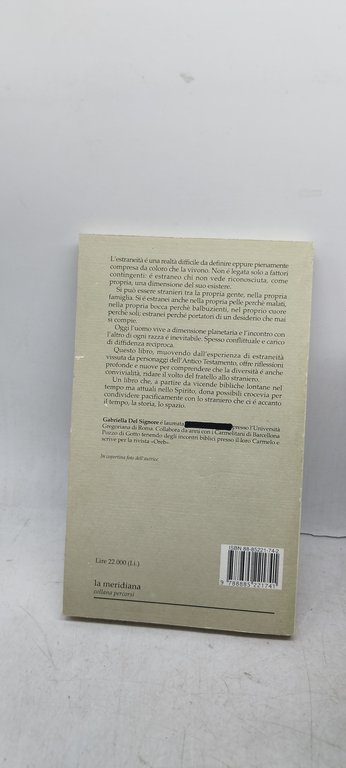 L'estraneità é una realtà difficile da definire eppure pienamente
compresa da coloro che la vivono. Non é legata solo a fattori
contingenti: é estraneo chi non vede riconosciuta, come
propria, una dimensione del suo esistere.
Si può essere stranieri tra la propria gente, nella propria
famiglia. Si é estranei anche nella propria pelle perchè malati,
nella propria bocca perchè balbuzienti, nel proprio cuore
perchè soli; estranei perché portatori di un desiderio che mai
si compie.
Oggi l'uomo vive a dimensione planetaria e l'incontro con
l'altro di ogni razza é inevitabile. Spesso conflittuale e carico
di diffidenza reciproca.
Questo libro, muovendo dall'esperienza di estraneità
vissuta da personaggi dell'Antico Testamento, offre riflessioni
profonde e nuove per comprendere che la diversità é anche
convivialità, ridare il volto del fratello allo straniero.
Un libro che, a partire da vicende bibliche lontane nel
tempo ma attuali nello Spirito, dona possibili crocevia per
condividere pacificamente con lo straniero che ci é accanto
il tempo, la storia, lo spazio.
Gabriella Del Signore é laureata presso l'Università
Gregoriana di Roma. Collabora da anni con i Carmelitani di Barcellona
Pozzo di Gotto tenendo degli incontri biblici presso il loro Carmelo e
scrive per la rivista «Oreb».
In copertina foto dell'autrice.
ISBN 88-85221-74-2
Lire 22.000 (I.i.)
9 788885 221741
la meridiana
collana percorsi